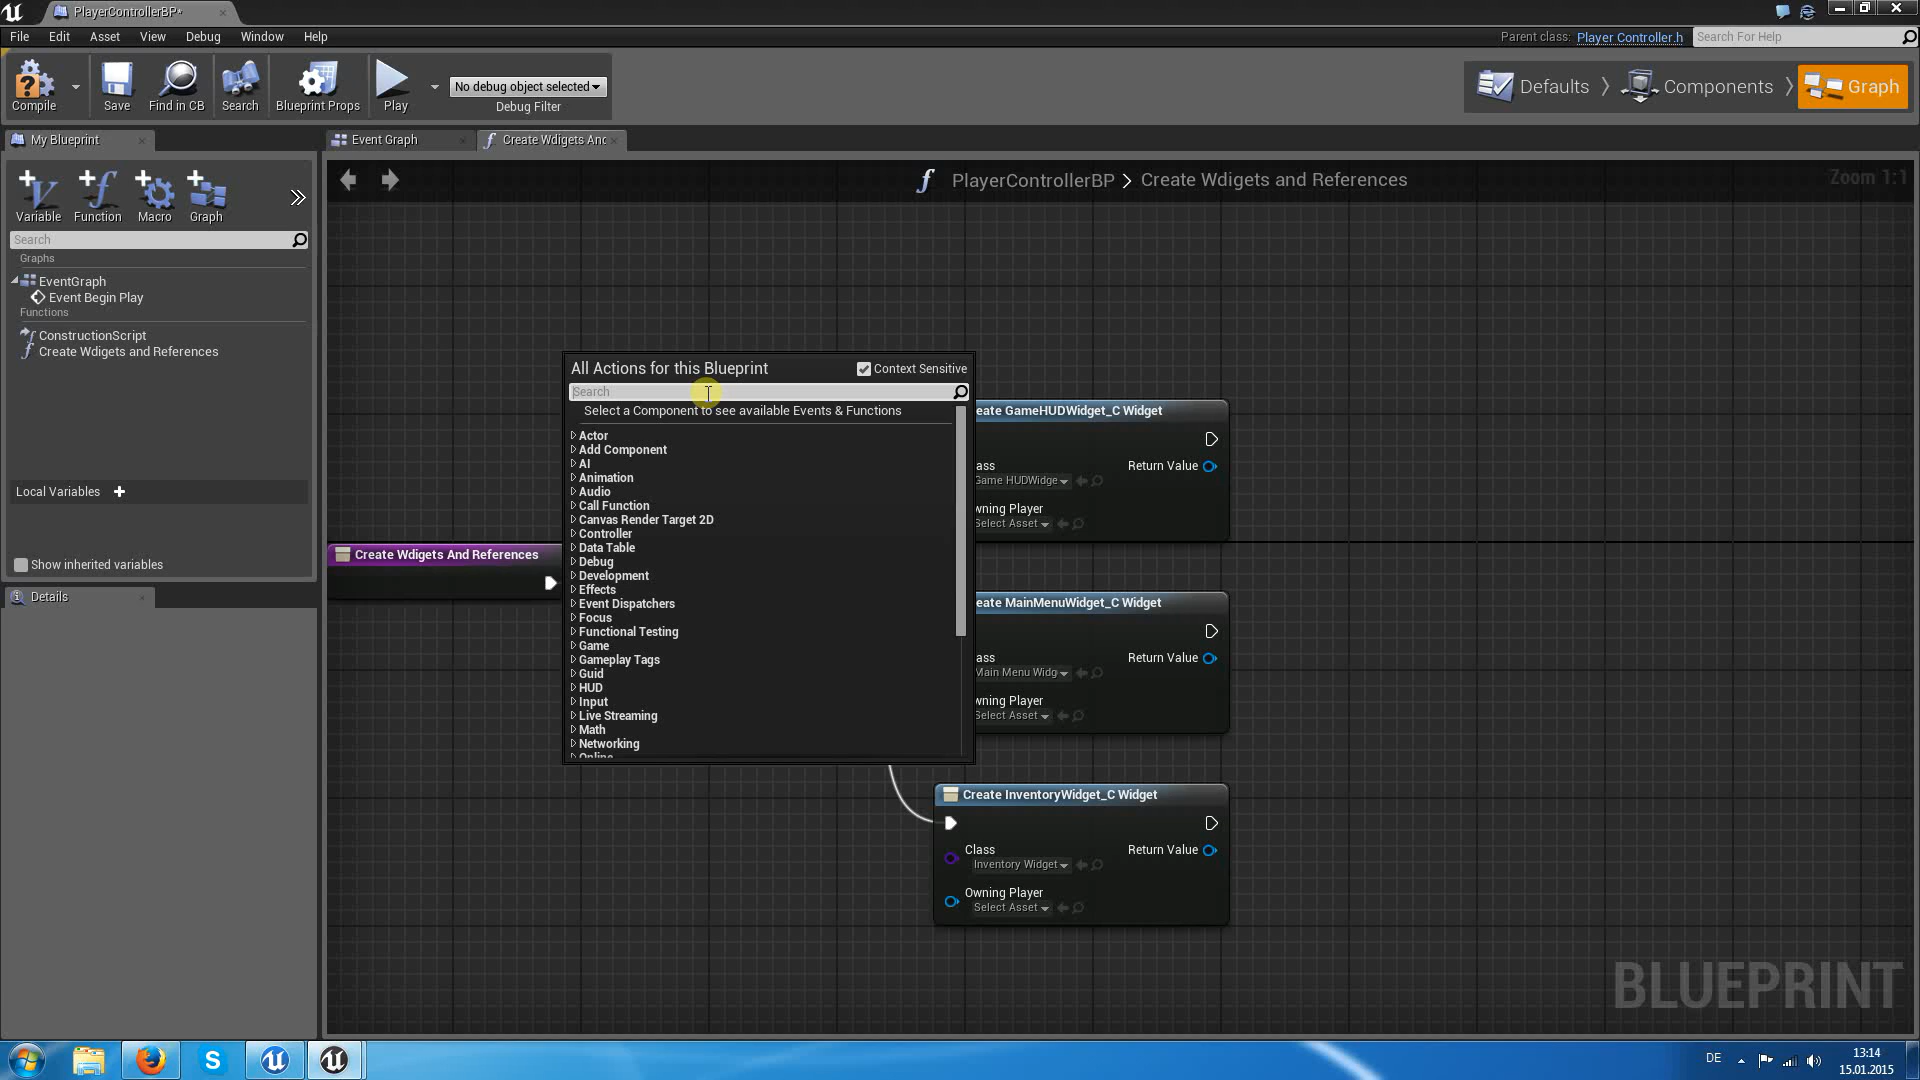 PlayerControllerBP*
File Edit Asset View Debug Window Help
Parent class: Player Controller.h Search For Help
Compile Save Find in CB Search Blueprint Props Play
No debug object selected
Debug Filter
Defaults Components Graph
My Blueprint
Event Graph Create Wdigets And
Variable Function Macro Graph
PlayerControllerBP > Create Wdigets and References
Zoom 1:1
Search
Graphs
EventGraph
Event Begin Play
Functions
ConstructionScript
Create Wdigets and References
Local Variables
Show inherited variables
Details
Create Wdigets And References
All Actions for this Blueprint Context Sensitive
Search
Select a Component to see available Events & Functions
Actor
Add Component
AI
Animation
Audio
Call Function
Canvas Render Target 2D
Controller
Data Table
Debug
Development
Effects
Event Dispatchers
Focus
Functional Testing
Game
Gameplay Tags
Guid
HUD
Input
Live Streaming
Math
Networking
Online
eate GameHUDWidget_C Widget
ass Return Value
Game HUDWidge
wning Player
Select Asset
eate MainMenuWidget_C Widget
ass Return Value
Main Menu Widg
wning Player
Select Asset
Create InventoryWidget_C Widget
Class Return Value
Inventory Widget
Owning Player
Select Asset
BLUEPRINT
DE
13:14
15.01.2015